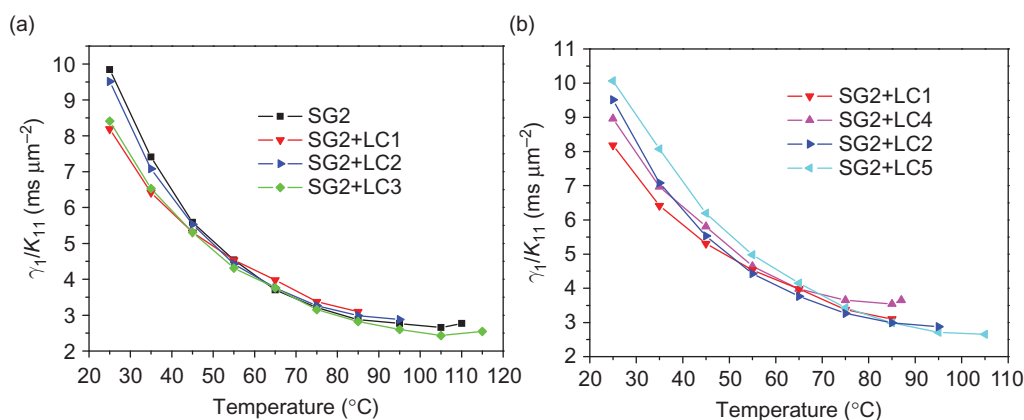 (a)
10
9
8
7
6
5
4
3
2
γ₁/K₁₁ (ms μm⁻²)
SG2
SG2+LC1
SG2+LC2
SG2+LC3
20 30 40 50 60 70 80 90 100 110 120
Temperature (°C)
(b)
11
10
9
8
7
6
5
4
3
2
γ₁/K₁₁ (ms μm⁻²)
SG2+LC1
SG2+LC4
SG2+LC2
SG2+LC5
20 30 40 50 60 70 80 90 100 110
Temperature (°C)